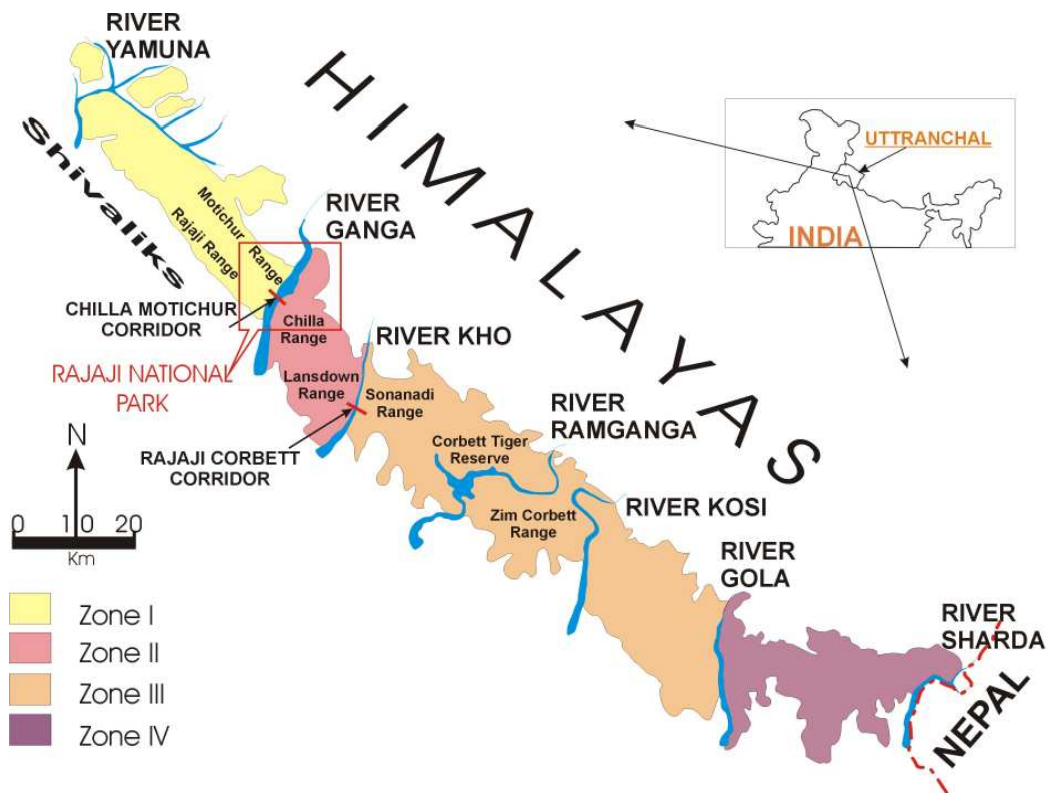 RIVER
YAMUNA
HIMALAYAS
Shivaliks
UTTRANCHAL
INDIA
Motichur Range
Rajaji Range
RIVER
GANGA
CHILLA MOTICHUR
CORRIDOR
Chilla
Range
RIVER KHO
RAJAJI NATIONAL
PARK
Lansdown
Range
Sonanadi
Range
RIVER
RAMGANGA
RAJAJI CORBETT
CORRIDOR
Corbett Tiger
Reserve
RIVER KOSI
Zim Corbett
Range
RIVER
GOLA
RIVER
SHARDA
NEPAL
N
0 10 20
Km
Zone I
Zone II
Zone III
Zone IV